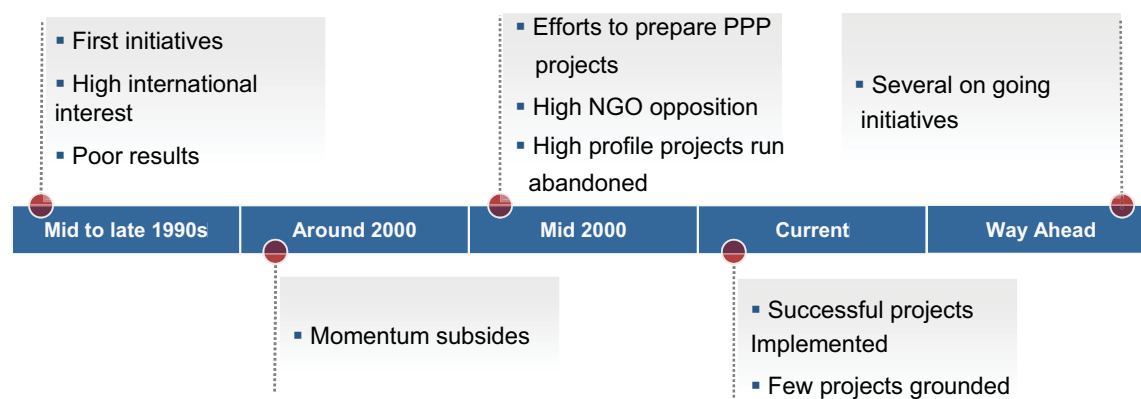 ▪ First initiatives
▪ High international
interest
▪ Poor results
▪ Efforts to prepare PPP
projects
▪ High NGO opposition
▪ High profile projects run
abandoned
▪ Several on going
initiatives
Mid to late 1990s
Around 2000
Mid 2000
Current
Way Ahead
▪ Momentum subsides
▪ Successful projects
Implemented
▪ Few projects grounded